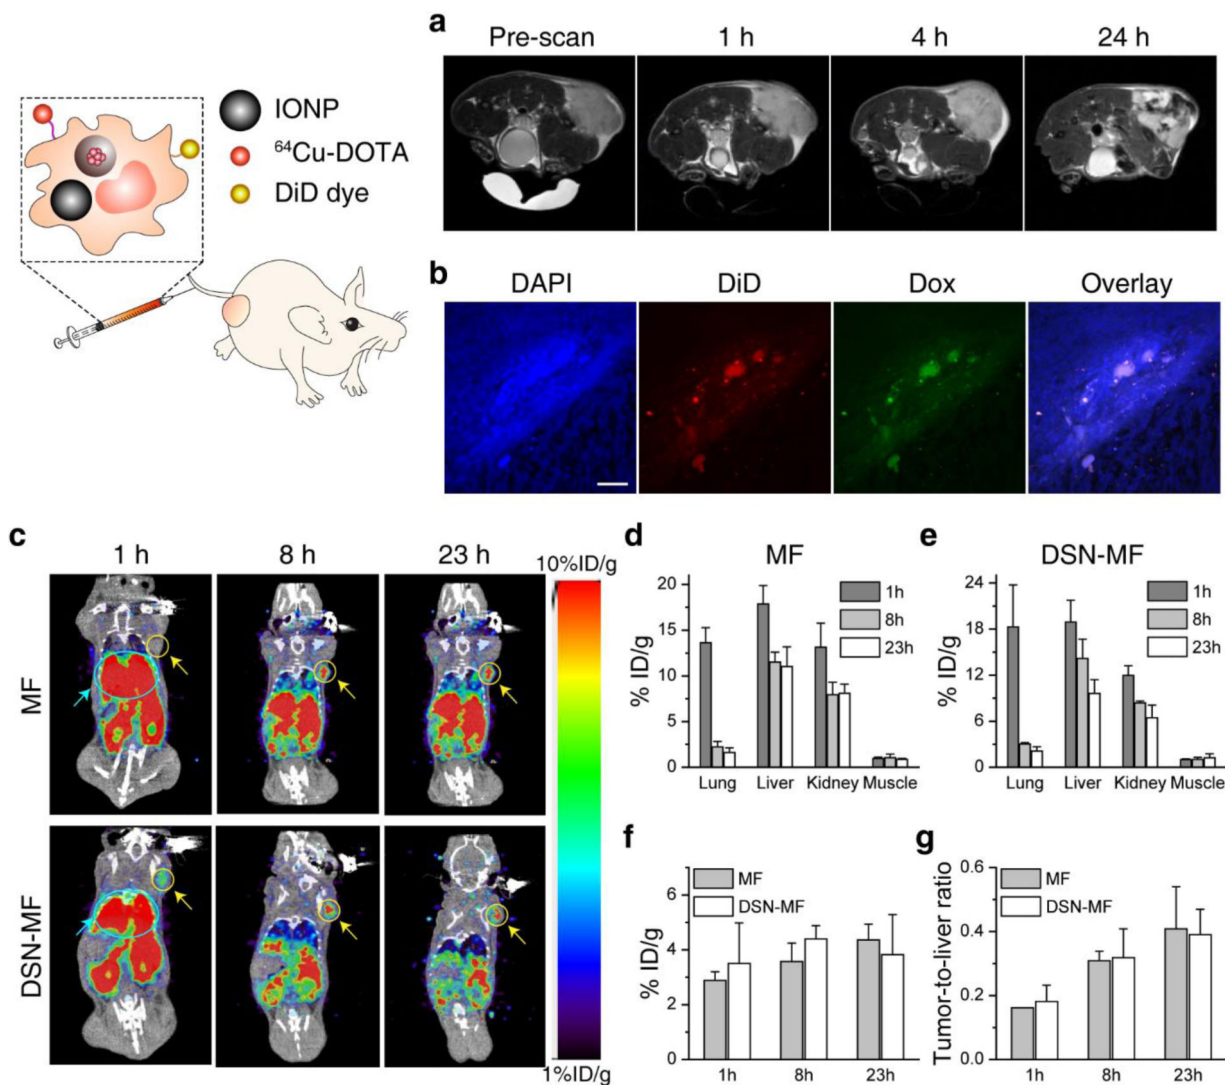 a
Pre-scan 1 h 4 h 24 h
IONP
⁶⁴Cu-DOTA
DiD dye
b
DAPI DiD Dox Overlay
c
1 h 8 h 23 h
10%ID/g
MF
DSN-MF
1%ID/g
d
MF
% ID/g
20
15
10
5
0
1h
8h
23h
Lung Liver Kidney Muscle
e
DSN-MF
% ID/g
24
18
12
6
0
1h
8h
23h
Lung Liver Kidney Muscle
f
% ID/g
6
4
2
0
MF
DSN-MF
1h 8h 23h
g
Tumor-to-liver ratio
0.6
0.4
0.2
0.0
MF
DSN-MF
1h 8h 23h